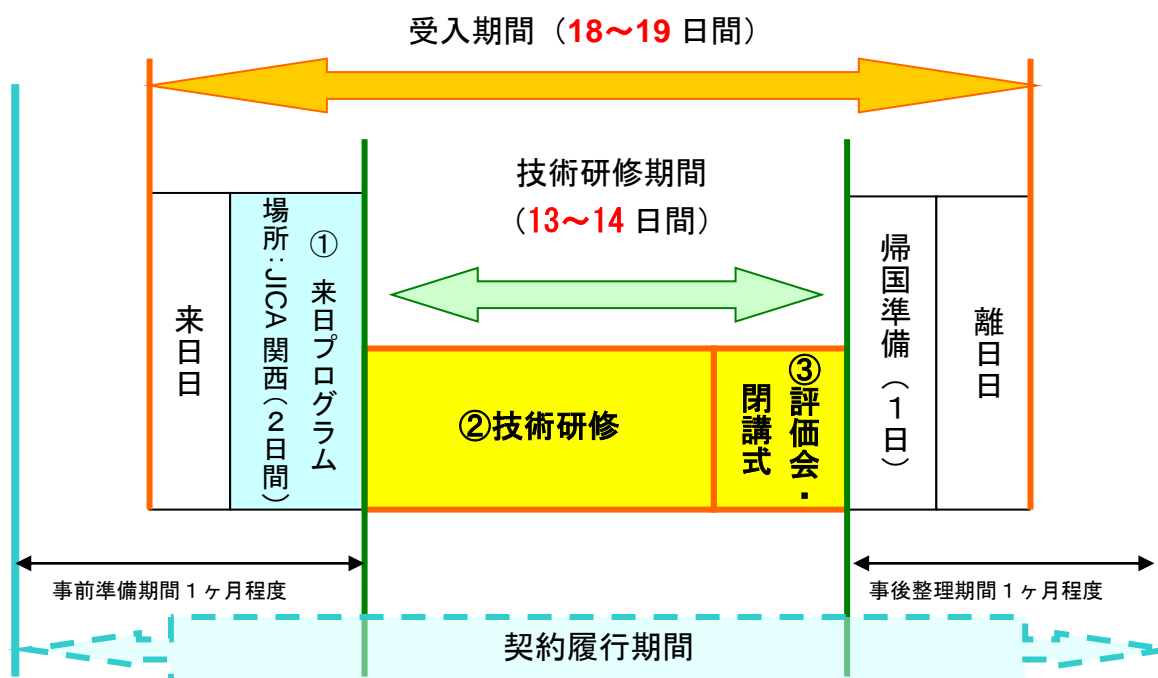 受入期間（18～19 日間）
技術研修期間
（13～14 日間）
来日日
① 来日プログラム
場所：JICA 関西（2日間）
②技術研修
③評価会・
閉講式
帰国準備（1日）
離日日
事前準備期間１ヶ月程度
事後整理期間１ヶ月程度
契約履行期間